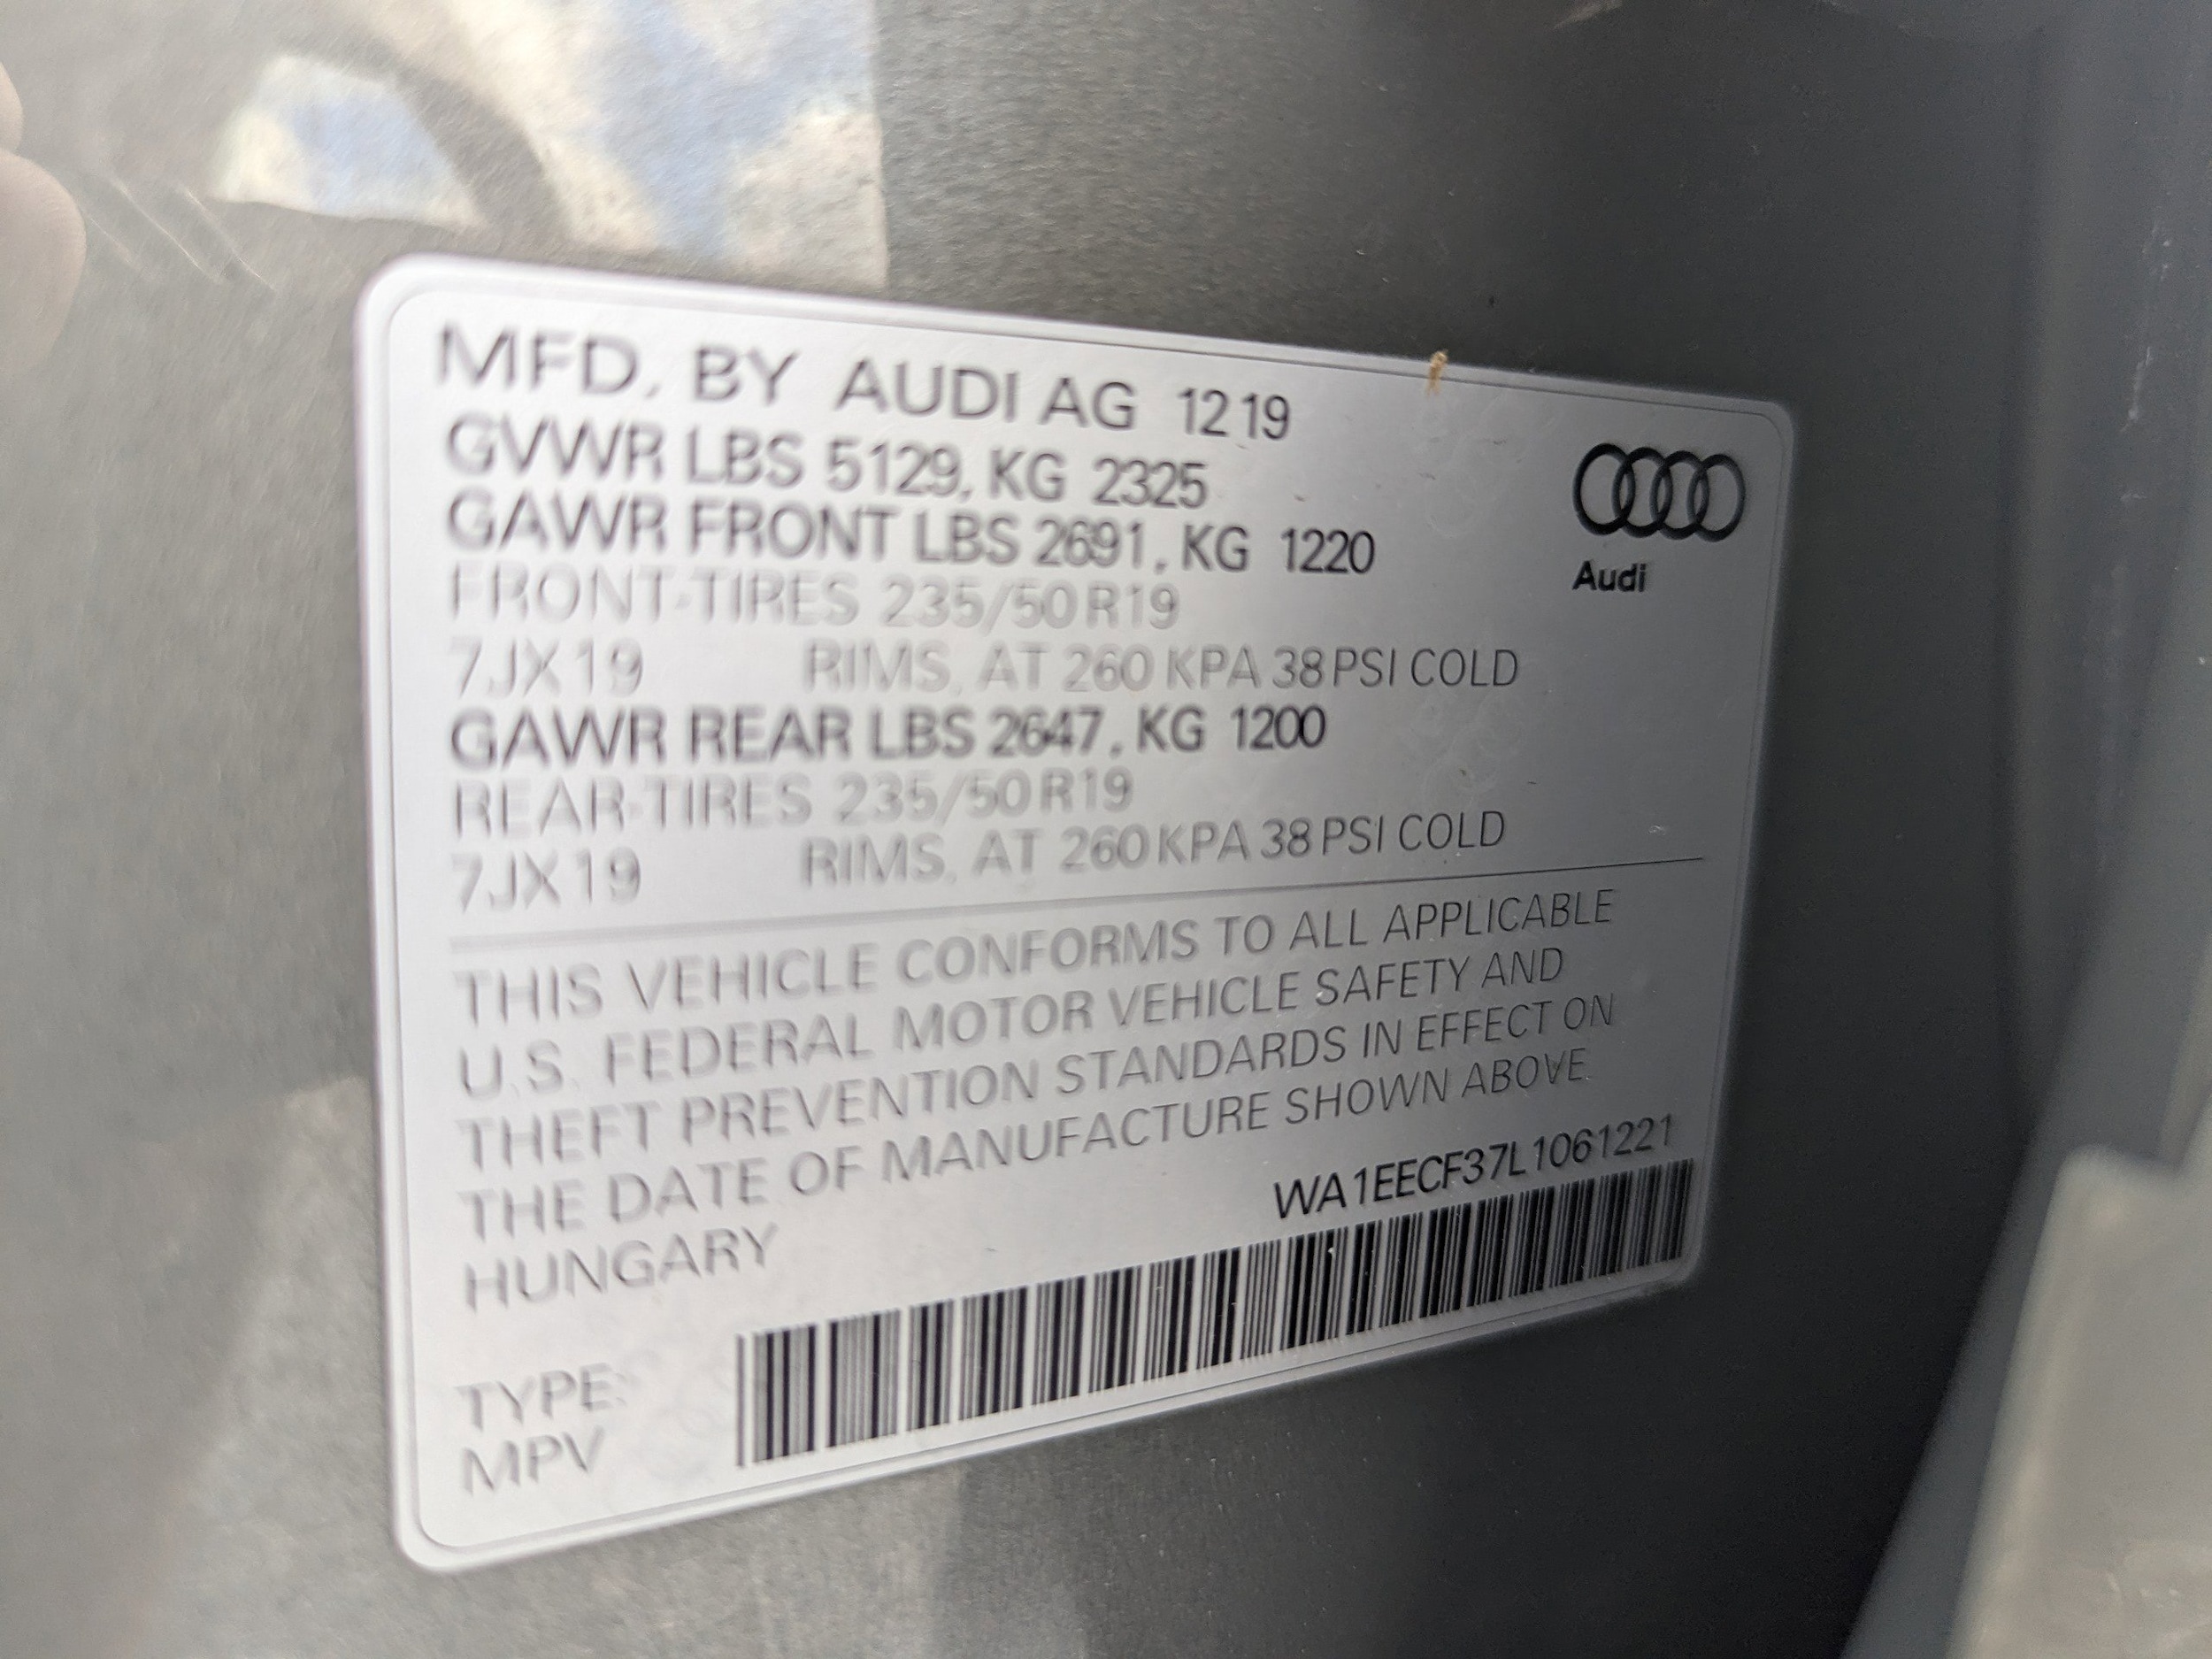 MFD. BY AUDI AG 12 19
GVWR LBS 5129, KG 2325
GAWR FRONT LBS 2691, KG 1220
FRONT-TIRES 235/50 R19
7JX19 RIMS, AT 260 KPA 38 PSI COLD
GAWR REAR LBS 2647, KG 1200
REAR-TIRES 235/50 R19
7JX19 RIMS, AT 260 KPA 38 PSI COLD
Audi
THIS VEHICLE CONFORMS TO ALL APPLICABLE
U.S. FEDERAL MOTOR VEHICLE SAFETY AND
THEFT PREVENTION STANDARDS IN EFFECT ON
THE DATE OF MANUFACTURE SHOWN ABOVE.
HUNGARY
WA1EECF37L1061221
TYPE:
MPV